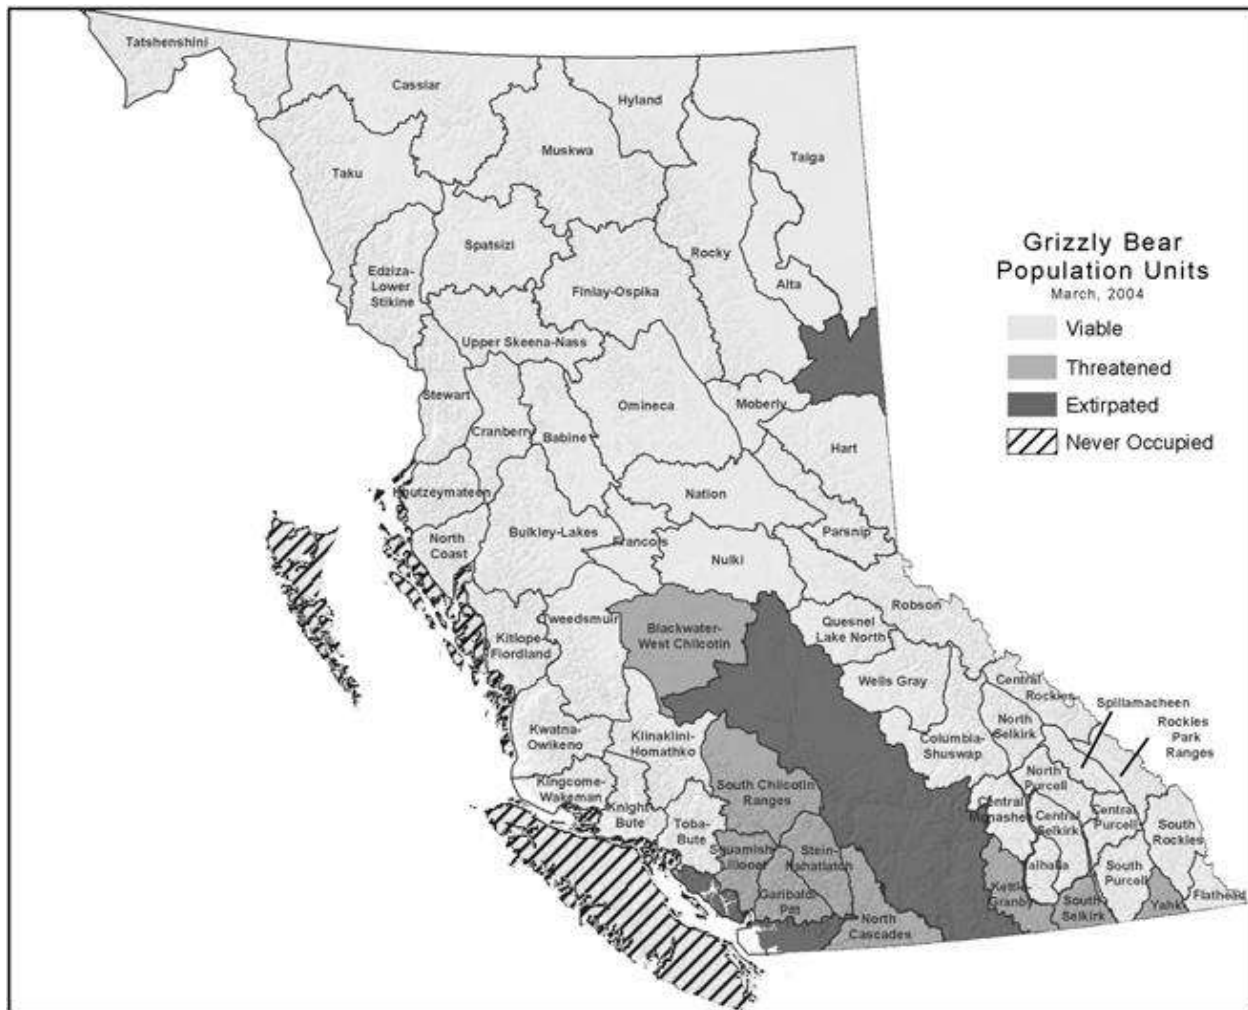 Tatshenshini
Cassiar
Hyland
Muskwa
Taiga
Taku
Spatsizi
Rocky
Edziza-
Lower
Stikine
Finlay-Ospika
Alta
Upper Skeena-Nass
Stewart
Omineca
Moberly
Cranberry
Babine
Hart
Khutzeymateen
Nation
North
Coast
Bulkley-Lakes
Francois
Parsnip
Nulki
Robson
Tweedsmuir
Blackwater-
West Chilcotin
Quesnel
Lake North
Kitlope-
Fiordland
Wells Gray
Central
Rockies
Spillamacheen
Rockies
Park
Ranges
North
Selkirk
Columbia-
Shuswap
Kwatna-
Owikeno
Klinaklini-
Homathko
North
Purcell
South Chilcotin
Ranges
Kingcome-
Wakeman
Knight-
Bute
Toba-
Bute
Central
Monashee
Central
Selkirk
Central
Purcell
South
Rockies
Squamish-
Lillooet
Stein-
Nahatlatch
Valhalla
South
Purcell
Garibaldi-
Pitt
Kettle-
Granby
South
Selkirk
Yahk
Flathead
North
Cascades
Grizzly Bear
Population Units
March, 2004
Viable
Threatened
Extirpated
Never Occupied